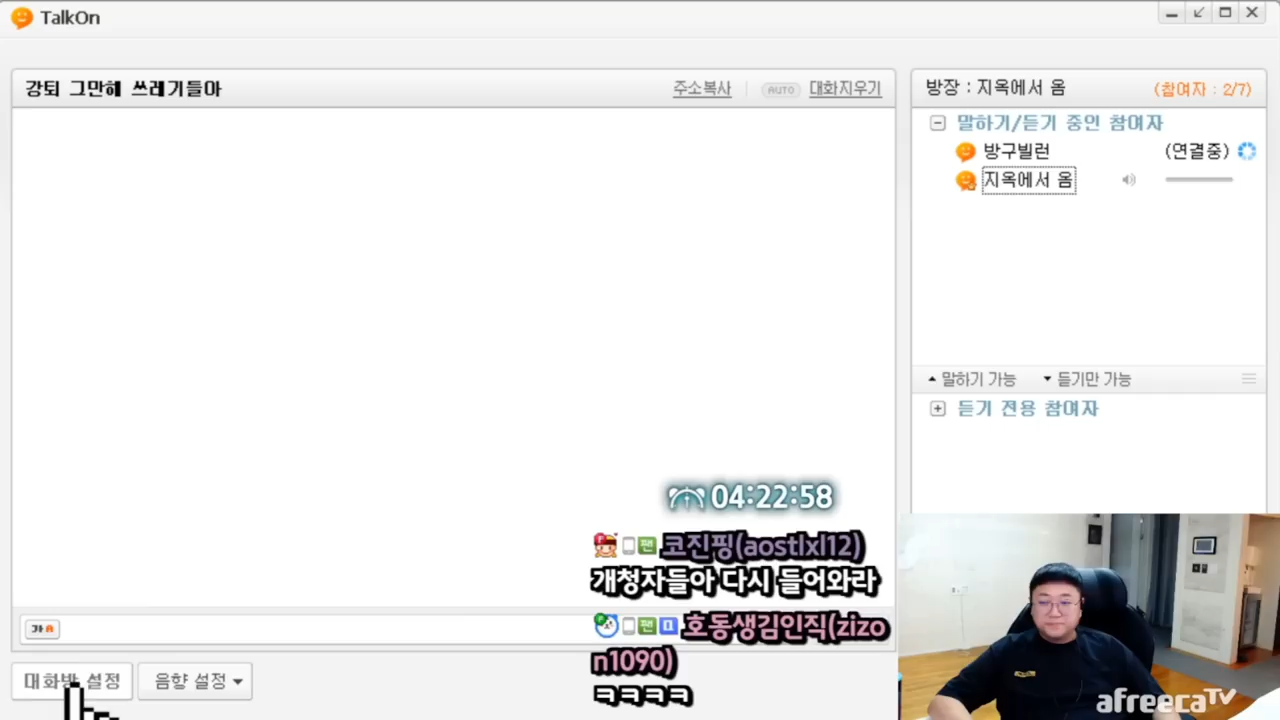 TalkOn
강퇴 그만해 쓰레기들아
주소복사
AUTO
대화지우기
방장 : 지옥에서 옴
(참여자 : 2/7)
말하기/듣기 중인 참여자
방구빌런
(연결중)
지옥에서 옴
말하기 가능
듣기만 가능
듣기 전용 참여자
04:22:58
팬 코진핑(aostlxl12)
개청자들아 다시 들어와라
팬 호동생김인직(zizo
n1090)
ㅋㅋㅋㅋ
가
대화방 설정
음향 설정
afreecaTV